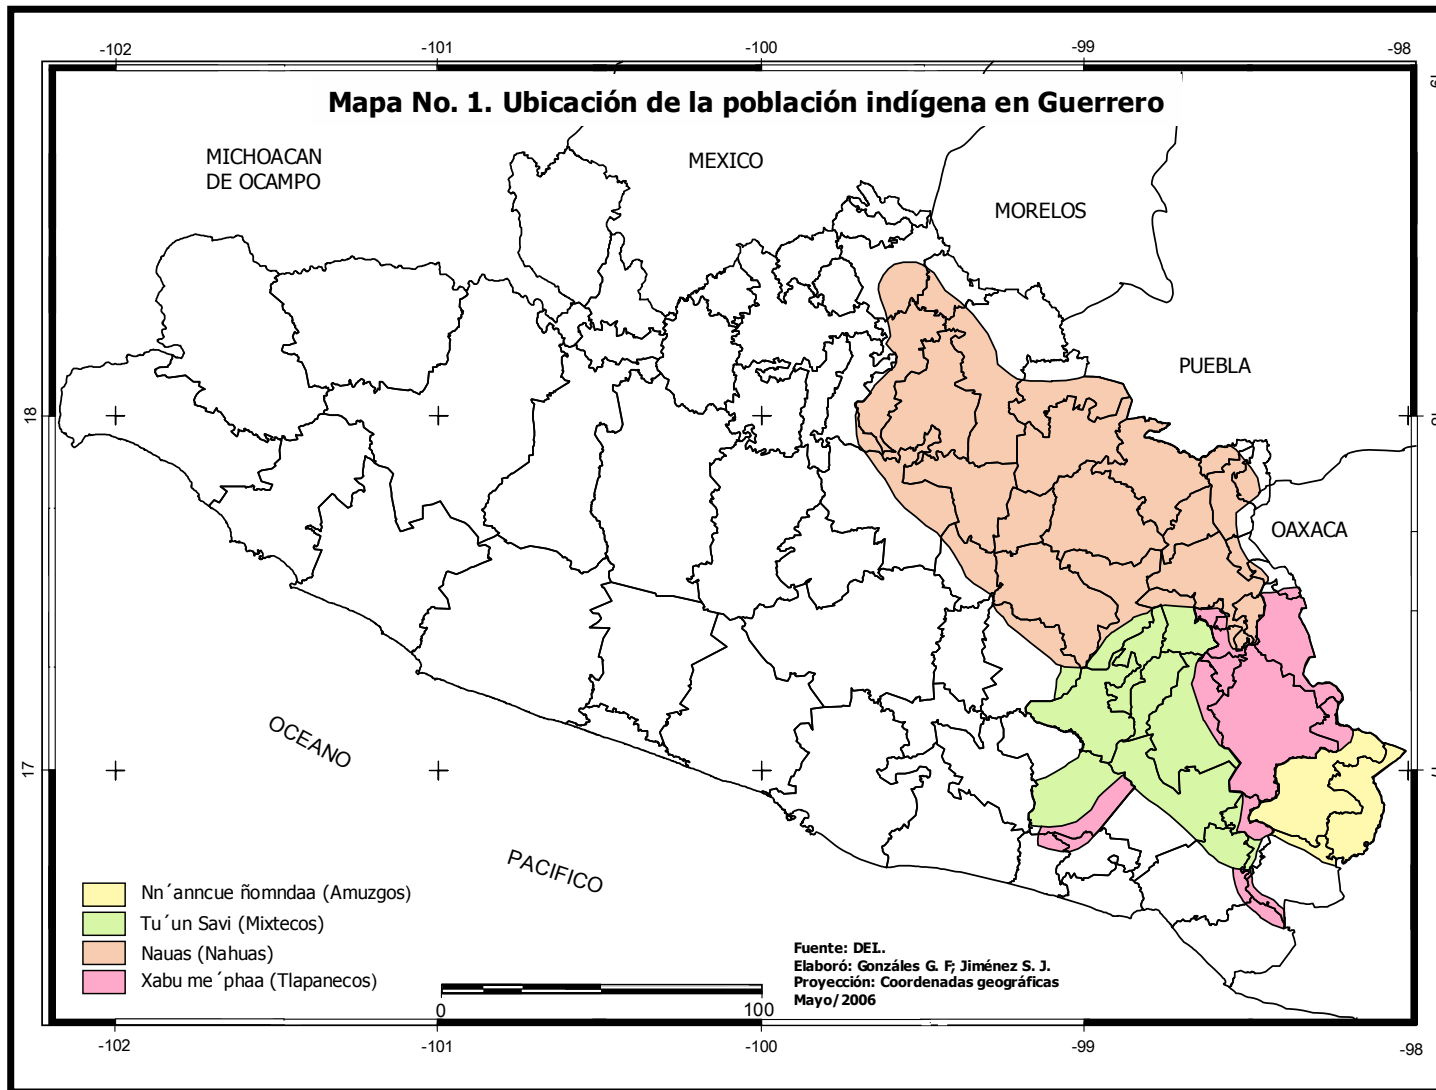 -102
-101
-100
-99
-98
Mapa No. 1. Ubicación de la población indígena en Guerrero
MICHOACAN
DE OCAMPO
MEXICO
MORELOS
PUEBLA
18
OAXACA
17
OCEANO
PACIFICO
Nn´anncue ñomndaa (Amuzgos)
Tu´un Savi (Mixtecos)
Nauas (Nahuas)
Xabu me´phaa (Tlapanecos)
Fuente: DEI..
Elaboró: Gonzáles G. F; Jiménez S. J.
Proyección: Coordenadas geográficas
Mayo/2006
0 100
-102
-101
-100
-99
-98